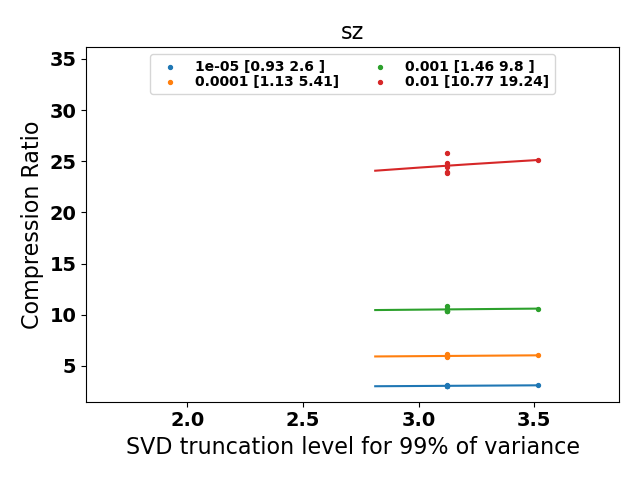 sz
1e-05 [0.93 2.6 ]
0.0001 [1.13 5.41]
0.001 [1.46 9.8 ]
0.01 [10.77 19.24]
35
30
25
20
15
10
5
Compression Ratio
2.0 2.5 3.0 3.5
SVD truncation level for 99% of variance